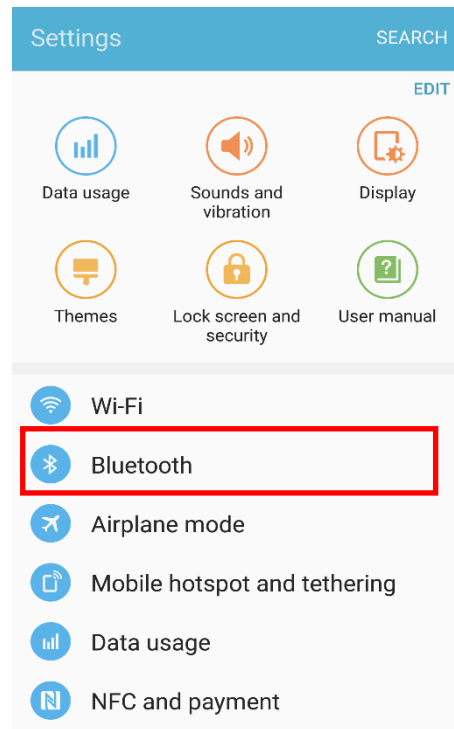 Settings SEARCH
EDIT
Data usage Sounds and vibration Display
Themes Lock screen and security User manual
Wi-Fi
Bluetooth
Airplane mode
Mobile hotspot and tethering
Data usage
NFC and payment